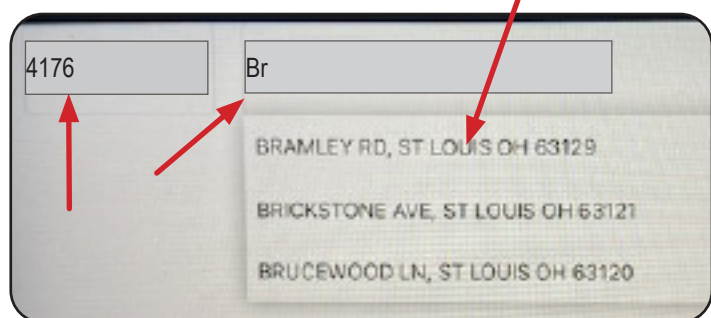 4176 Br
BRAMLEY RD, ST LOUIS OH 63129
BRICKSTONE AVE, ST LOUIS OH 63121
BRUCEWOOD LN, ST LOUIS OH 63120